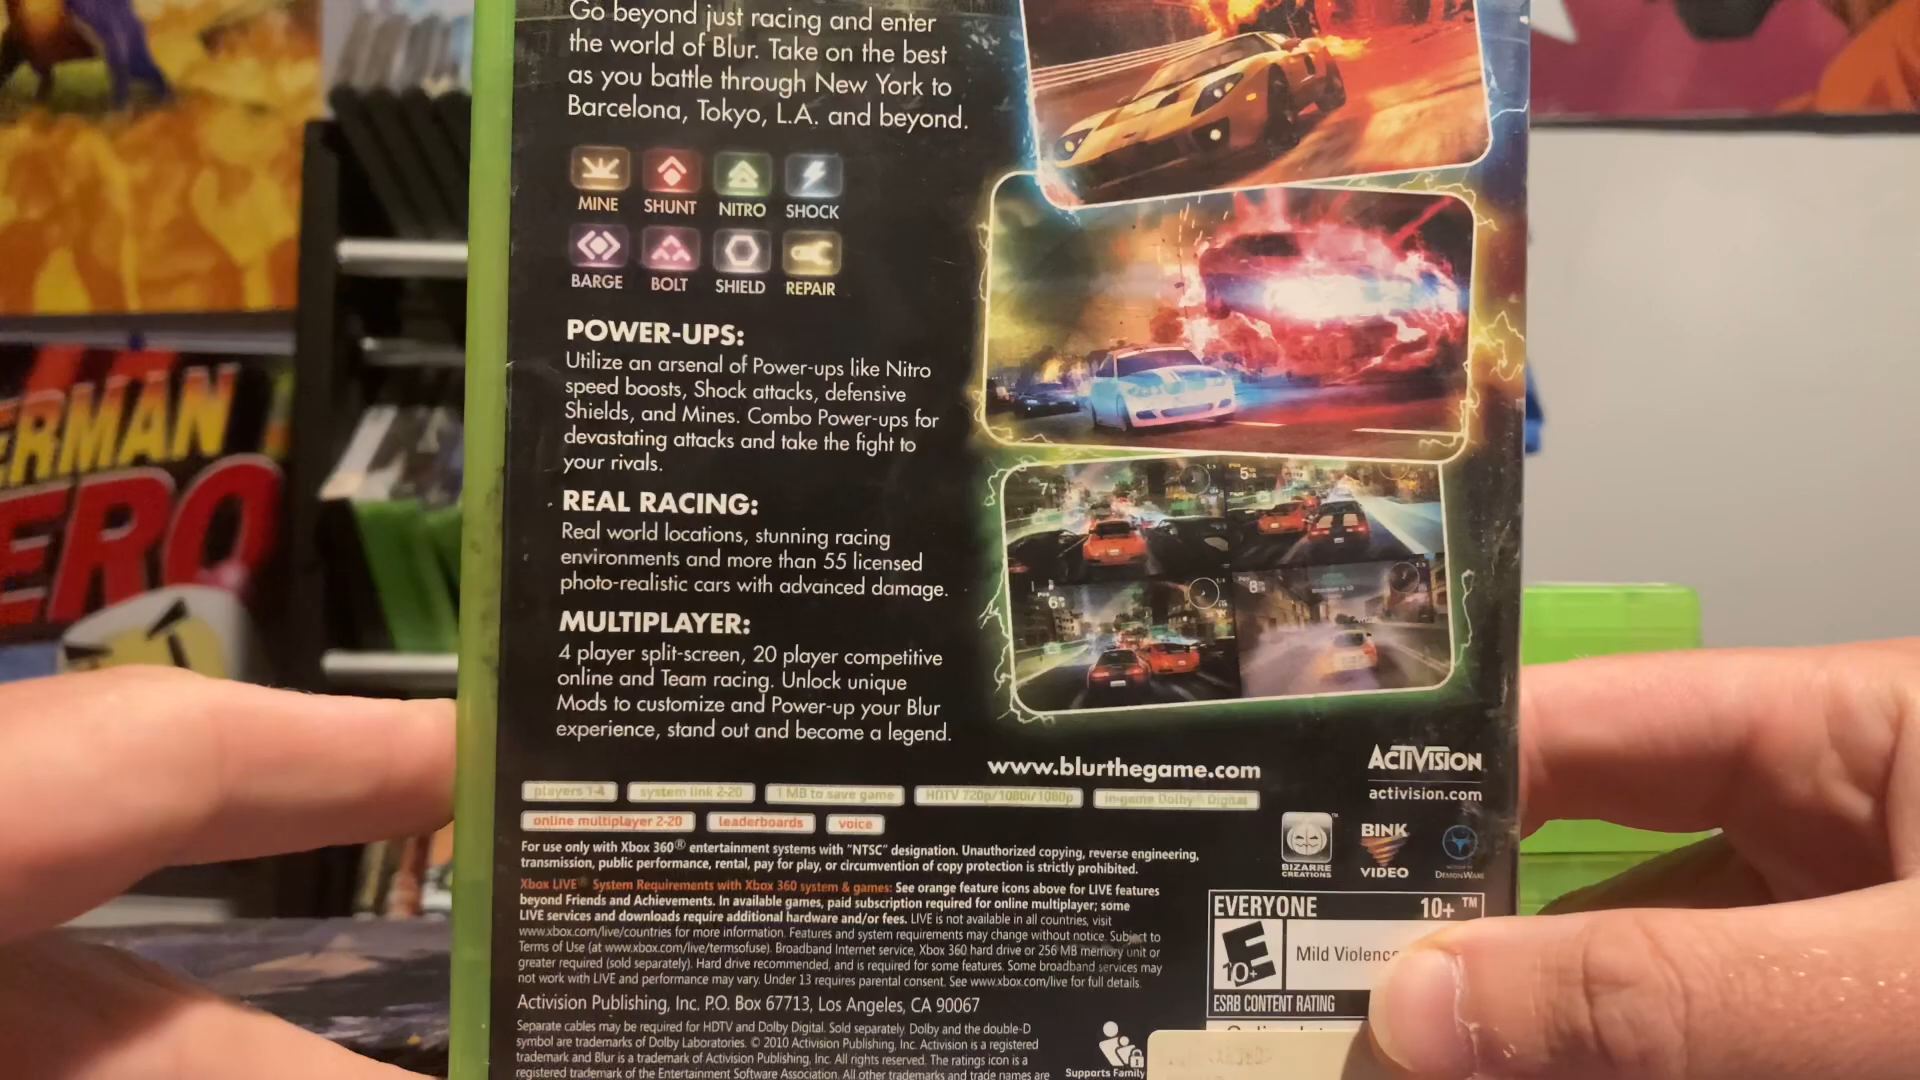 Go beyond just racing and enter
the world of Blur. Take on the best
as you battle through New York to
Barcelona, Tokyo, L.A. and beyond.
MINE SHUNT NITRO SHOCK
BARGE BOLT SHIELD REPAIR
POWER-UPS:
Utilize an arsenal of Power-ups like Nitro
speed boosts, Shock attacks, defensive
Shields, and Mines. Combo Power-ups for
devastating attacks and take the fight to
your rivals.
REAL RACING:
Real world locations, stunning racing
environments and more than 55 licensed
photo-realistic cars with advanced damage.
MULTIPLAYER:
4 player split-screen, 20 player competitive
online and Team racing. Unlock unique
Mods to customize and Power-up your Blur
experience, stand out and become a legend.
www.blurthegame.com
ACTIVISION
activision.com
players 1-4 system link 2-20 1 MB to save game HDTV 720p/1080i/1080p in-game Dolby® Digital
online multiplayer 2-20 leaderboards voice
For use only with Xbox 360® entertainment systems with "NTSC" designation. Unauthorized copying, reverse engineering,
transmission, public performance, rental, pay for play, or circumvention of copy protection is strictly prohibited.
Xbox LIVE® System Requirements with Xbox 360 system & games: See orange feature icons above for LIVE features
beyond Friends and Achievements. In available games, paid subscription required for online multiplayer; some
LIVE services and downloads require additional hardware and/or fees. LIVE is not available in all countries, visit
www.xbox.com/live/countries for more information. Features and system requirements may change without notice. Subject to
Terms of Use (at www.xbox.com/live/termsofuse). Broadband Internet service, Xbox 360 hard drive or 256 MB memory unit or
greater required (sold separately). Hard drive recommended, and is required for some features. Some broadband services may
not work with LIVE and performance may vary. Under 13 requires parental consent. See www.xbox.com/live for full details.
Activision Publishing, Inc. P.O. Box 67713, Los Angeles, CA 90067
Separate cables may be required for HDTV and Dolby Digital. Sold separately. Dolby and the double-D
symbol are trademarks of Dolby Laboratories. © 2010 Activision Publishing, Inc. Activision is a registered
trademark and Blur is a trademark of Activision Publishing, Inc. All rights reserved. The ratings icon is a
registered trademark of the Entertainment Software Association. All other trademarks and trade names are
BIZARRE
CREATIONS
BINK
VIDEO
DEMONWARE
EVERYONE 10+ ™
E
10+
Mild Violence
ESRB CONTENT RATING
Supports Family
ERMAN
ERO
7
5
6
8